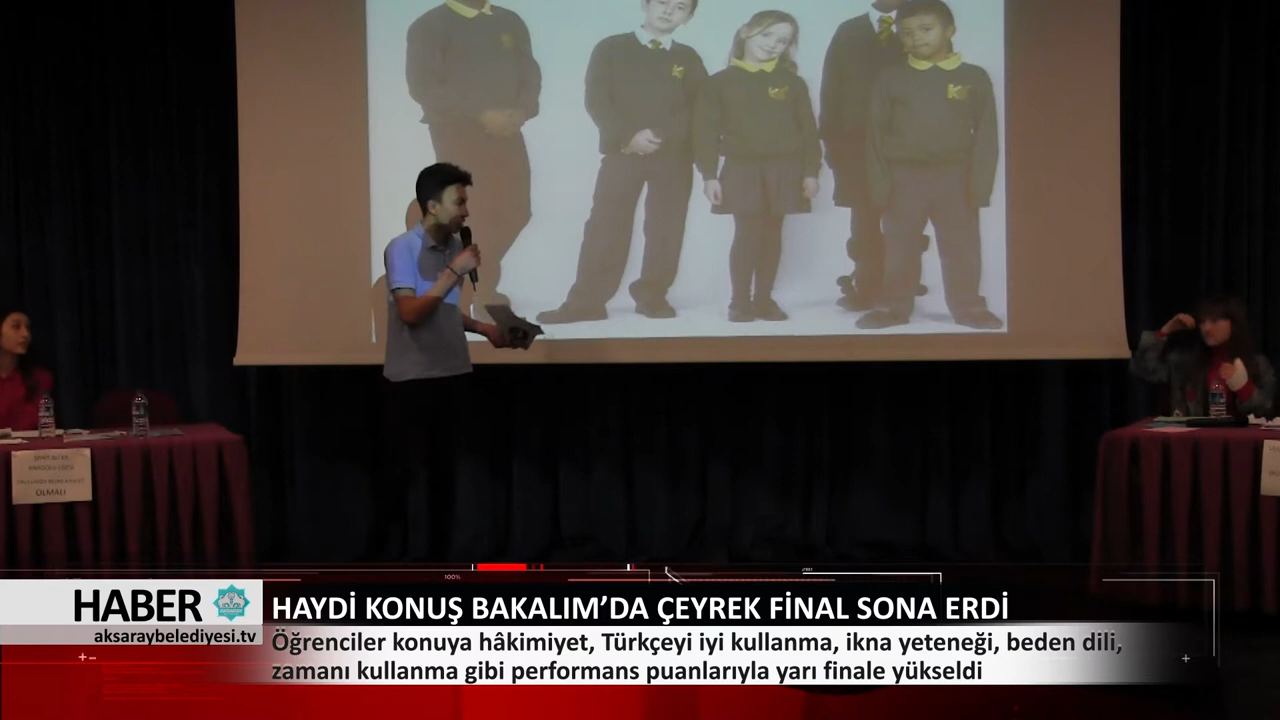 OLMALI
100%
HABER
aksaraybelediyesi.tv
HAYDİ KONUŞ BAKALIM’DA ÇEYREK FİNAL SONA ERDİ
Öğrenciler konuya hâkimiyet, Türkçeyi iyi kullanma, ikna yeteneği, beden dili,
zamanı kullanma gibi performans puanlarıyla yarı finale yükseldi